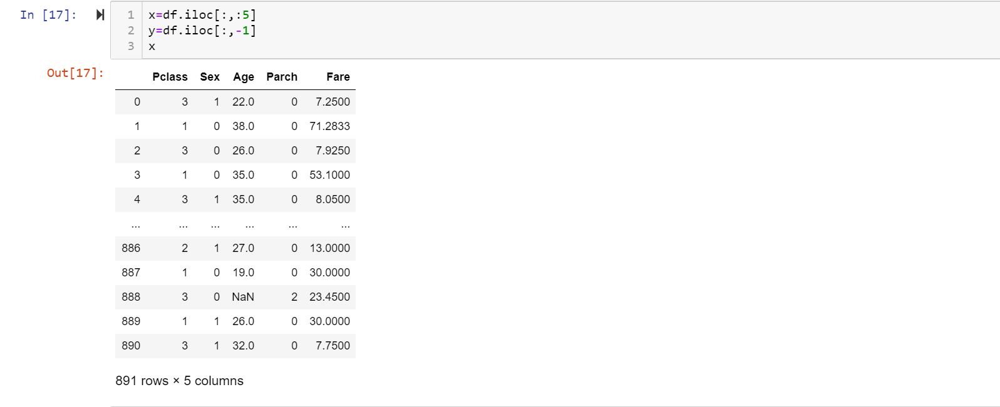 In [17]:
1 x=df.iloc[:,:5]
2 y=df.iloc[:,-1]
3 x
Out[17]:
Pclass Sex Age Parch Fare
0 3 1 22.0 0 7.2500
1 1 0 38.0 0 71.2833
2 3 0 26.0 0 7.9250
3 1 0 35.0 0 53.1000
4 3 1 35.0 0 8.0500
... ... ... ... ... ...
886 2 1 27.0 0 13.0000
887 1 0 19.0 0 30.0000
888 3 0 NaN 2 23.4500
889 1 1 26.0 0 30.0000
890 3 1 32.0 0 7.7500
891 rows × 5 columns